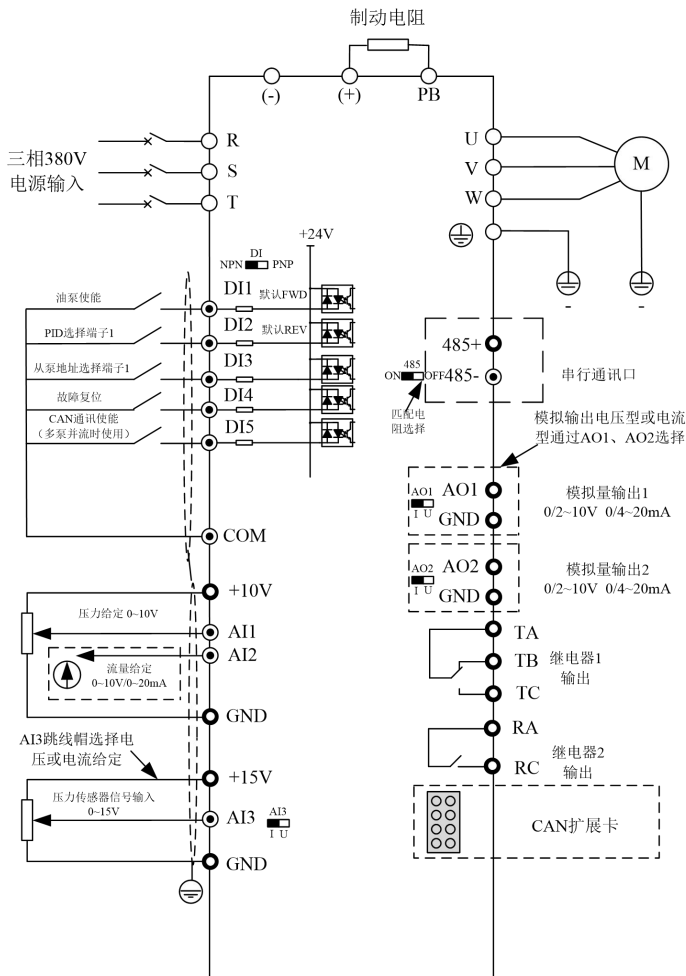 制动电阻
(-)
(+)
PB
三相380V
电源输入
R
S
T
U
V
W
M
+24V
DI
NPN PNP
油泵使能
DI1
默认FWD
PID选择端子1
DI2
默认REV
从泵地址选择端子1
DI3
故障复位
DI4
CAN通讯使能
（多泵并流时使用）
DI5
COM
485+
485
ON OFF
485-
串行通讯口
匹配电
阻选择
模拟输出电压型或电流
型通过AO1、AO2选择
AO1
I U
AO1
GND
模拟量输出1
0/2~10V 0/4~20mA
AO2
I U
AO2
GND
模拟量输出2
0/2~10V 0/4~20mA
+10V
压力给定 0~10V
AI1
AI2
流量给定
0~10V/0~20mA
GND
TA
TB
TC
继电器1
输出
RA
RC
继电器2
输出
AI3跳线帽选择电
压或电流给定
+15V
压力传感器信号输入
0~15V
AI3
AI3
I U
GND
CAN扩展卡